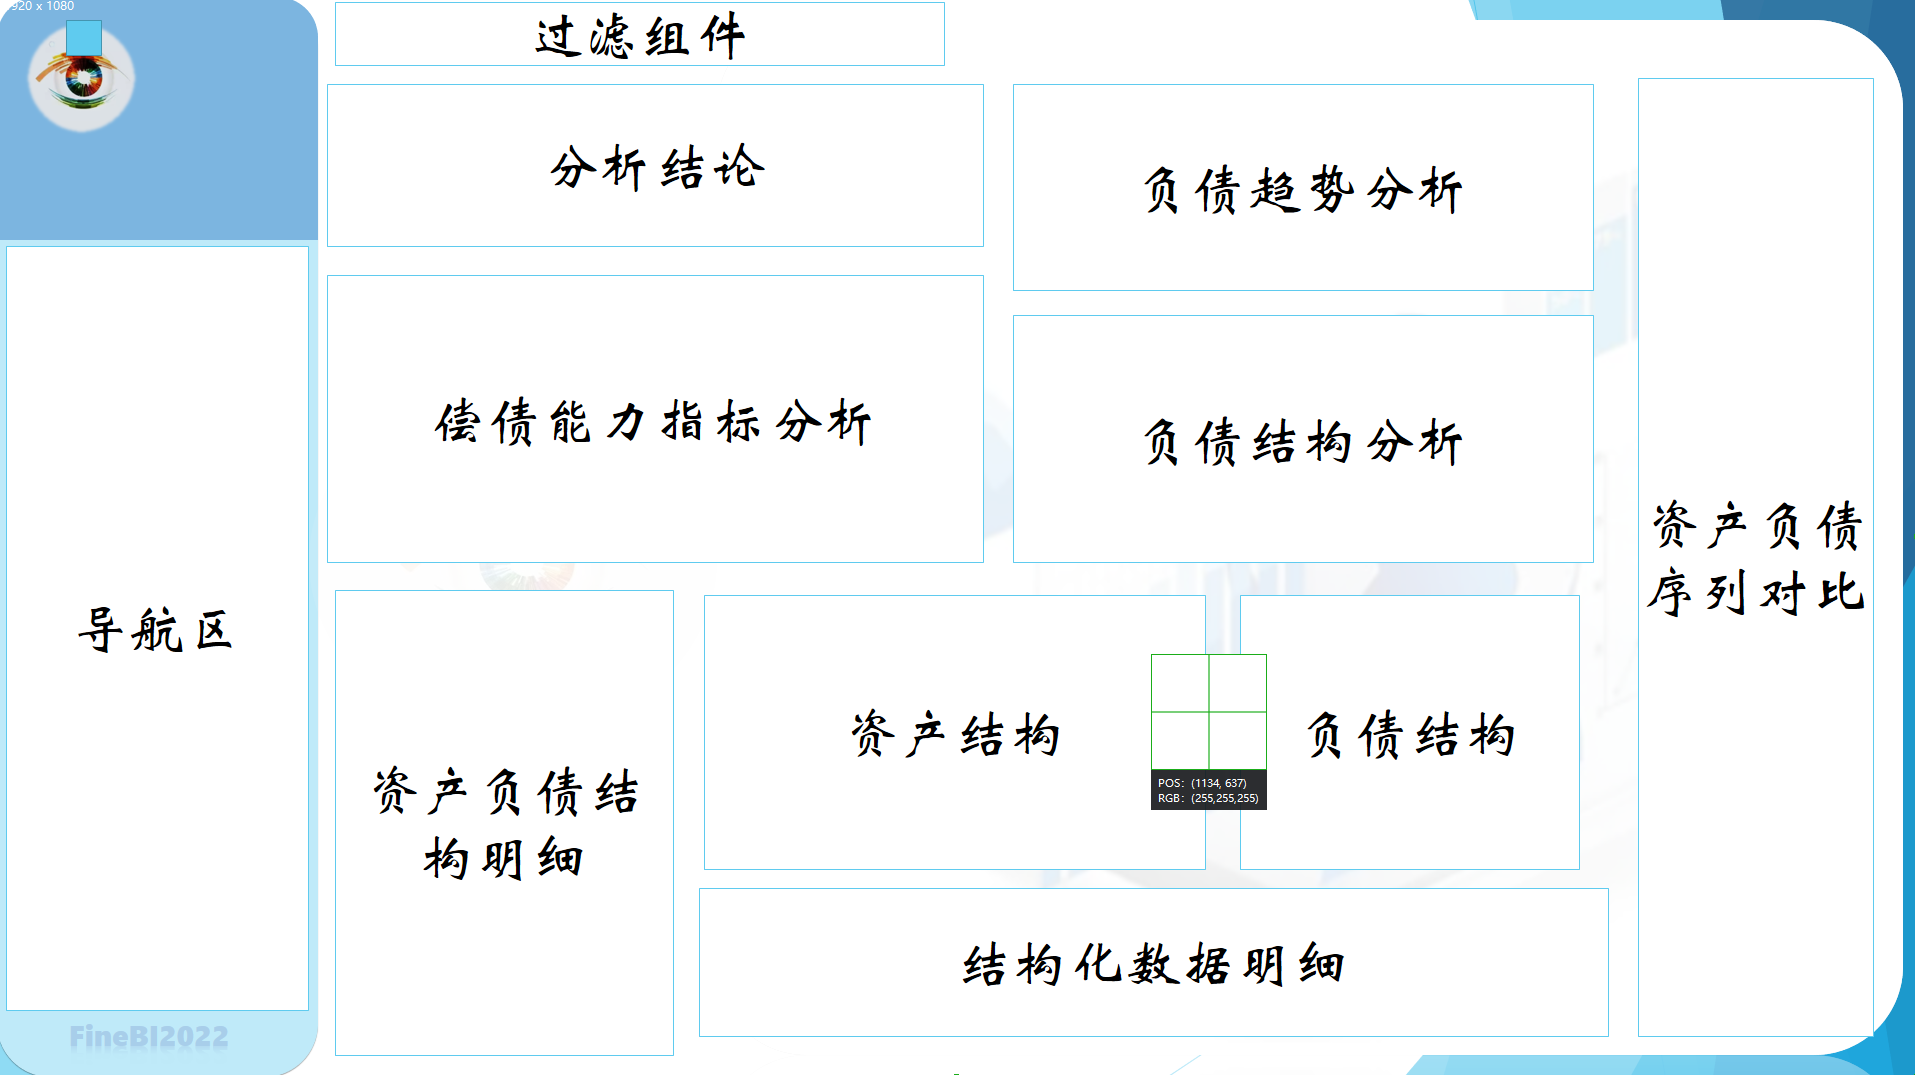 920 x 1080
过滤组件
分析结论
负债趋势分析
偿债能力指标分析
负债结构分析
资产负债
序列对比
导航区
资产负债结
构明细
资产结构
负债结构
POS: (1134, 637)
RGB: (255,255,255)
结构化数据明细
FineBI2022